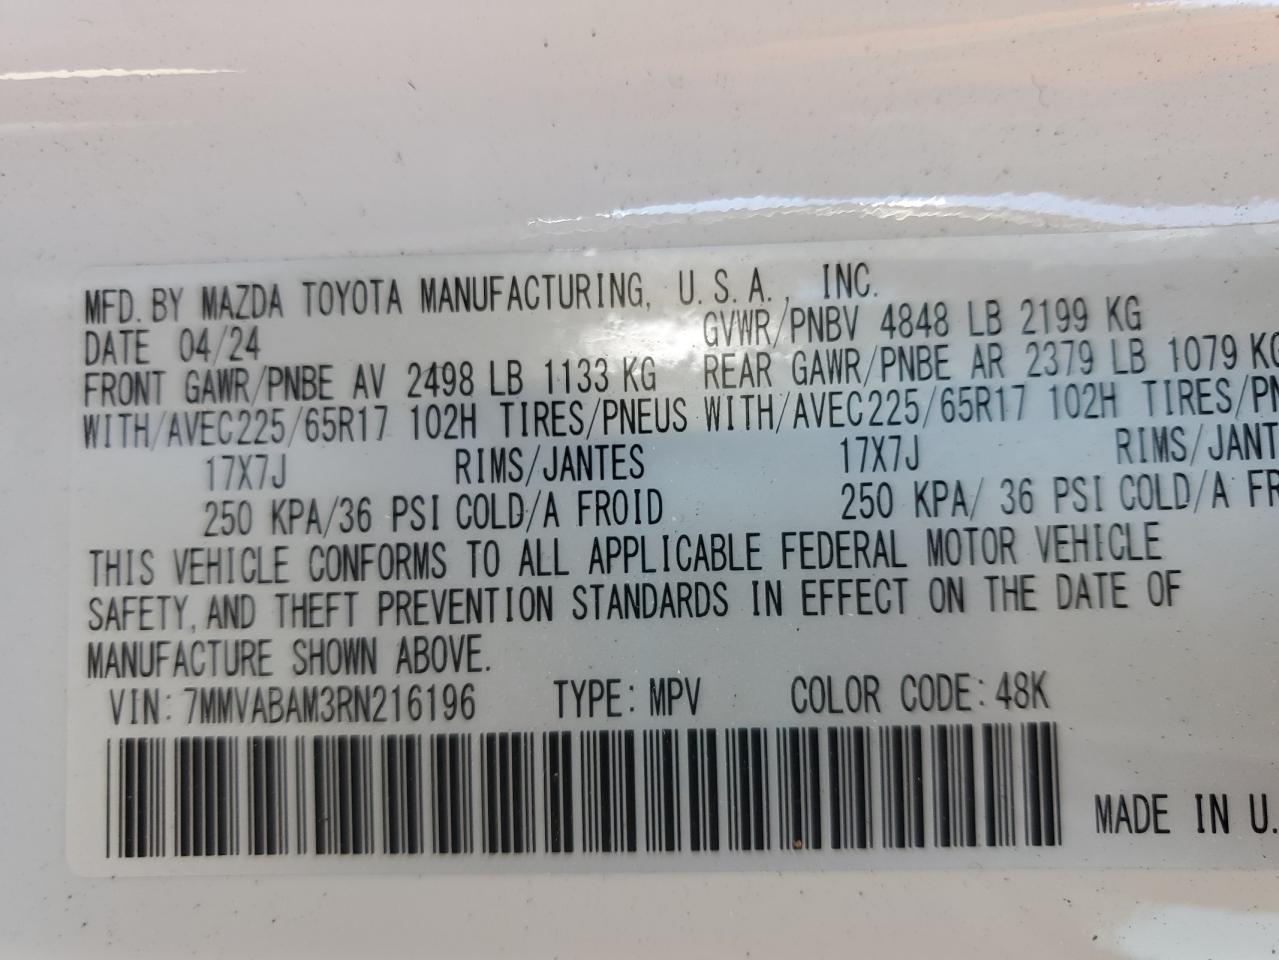 MFD. BY MAZDA TOYOTA MANUFACTURING, U.S.A., INC.
DATE 04/24 GVWR/PNBV 4848 LB 2199 KG
FRONT GAWR/PNBE AV 2498 LB 1133 KG REAR GAWR/PNBE AR 2379 LB 1079 KG
WITH/AVEC225/65R17 102H TIRES/PNEUS WITH/AVEC225/65R17 102H TIRES/PN
17X7J RIMS/JANTES 17X7J RIMS/JANT
250 KPA/36 PSI COLD/A FROID 250 KPA/ 36 PSI COLD/A FR
THIS VEHICLE CONFORMS TO ALL APPLICABLE FEDERAL MOTOR VEHICLE
SAFETY, AND THEFT PREVENTION STANDARDS IN EFFECT ON THE DATE OF
MANUFACTURE SHOWN ABOVE.
VIN: 7MMVABAM3RN216196 TYPE: MPV COLOR CODE: 48K
MADE IN U.